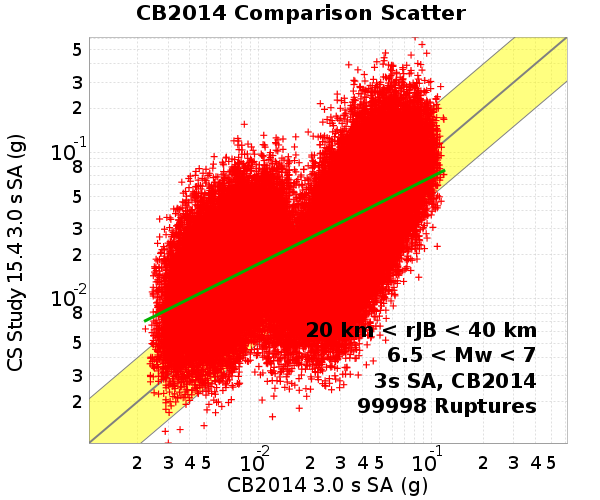 CB2014 Comparison Scatter
5
3
2
10-1
8
5
3
2
10-2
8
5
3
2
CS Study 15.4 3.0 s SA (g)
20 km < rJB < 40 km
6.5 < Mw < 7
3s SA, CB2014
99998 Ruptures
2 3 4 5 10-2 2 3 4 5 10-1 2 3 4 5
CB2014 3.0 s SA (g)